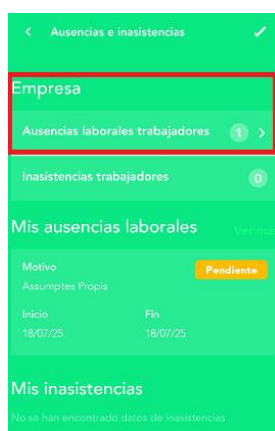 Ausencias e inasistencias
Empresa
Ausencias laborales trabajadores 1
Inasistencias trabajadores 0
Mis ausencias laborales Ver más
Motivo Pendiente
Assumptes Propis
Inicio Fin
18/07/25 18/07/25
Mis inasistencias
No se han encontrado datos de inasistencias